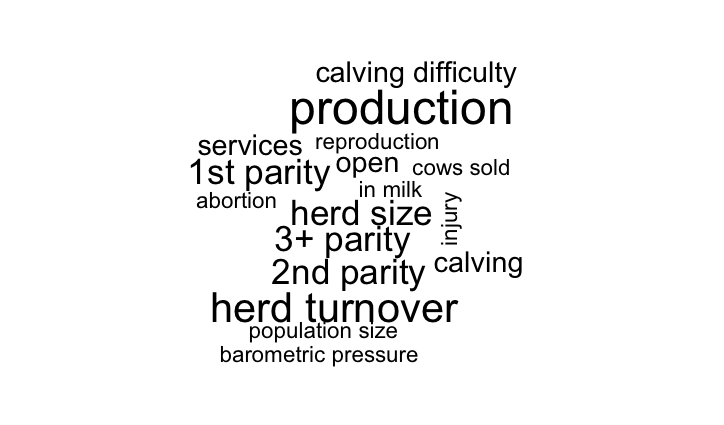 calving difficulty
production
services
reproduction
1st parity
open
cows sold
in milk
abortion
herd size
injury
3+ parity
calving
2nd parity
herd turnover
population size
barometric pressure